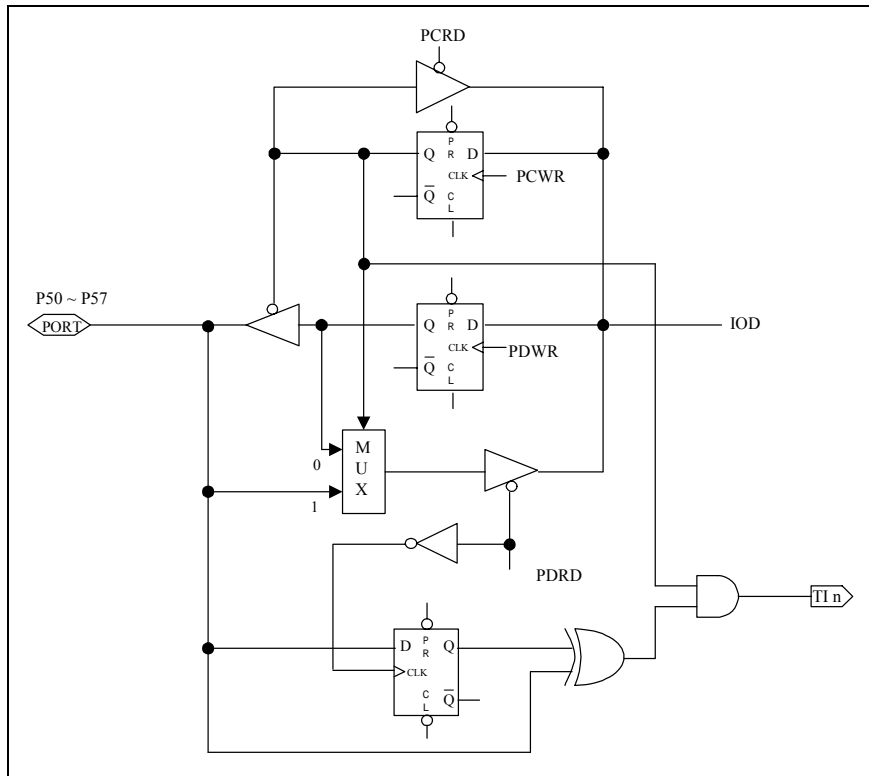 PCRD
P R
Q D
CLK
PCWR
Q̅
C L
P50 ~ P57
PORT
P R
Q D
IOD
CLK
PDWR
Q̅
C L
0
M U X
1
PDRD
TI n
D P R Q
CLK
C L
Q̅